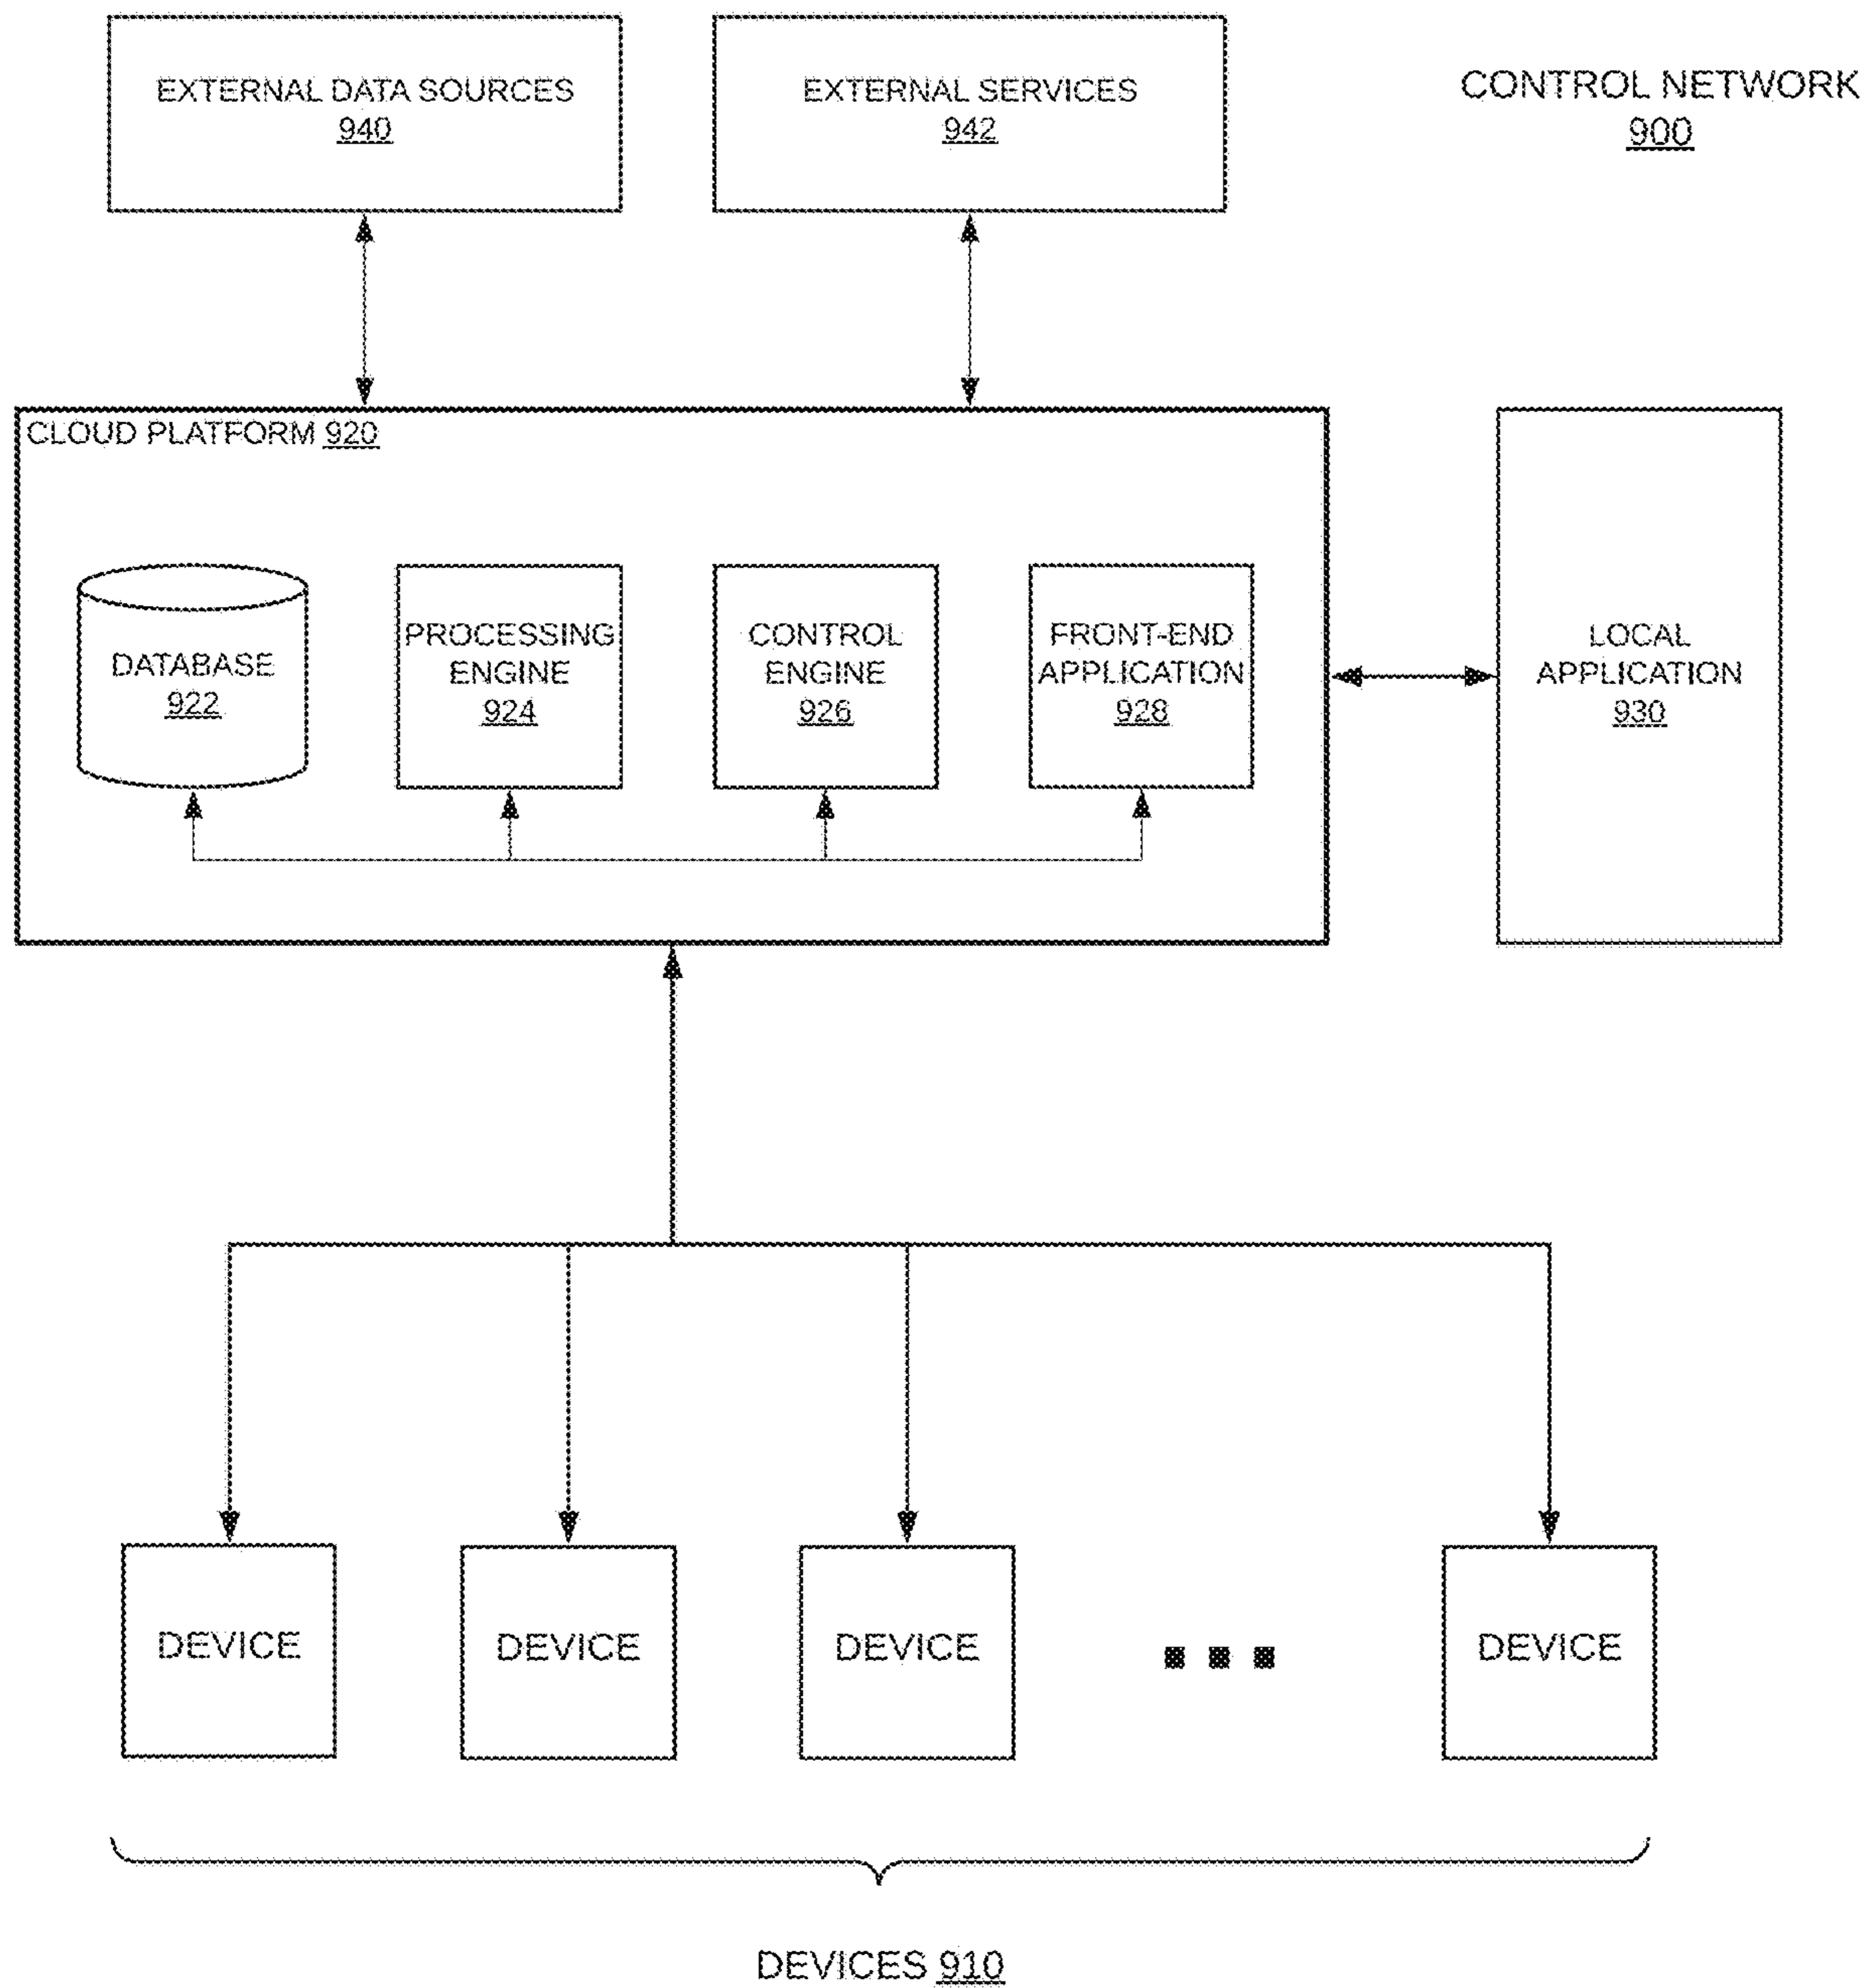 EXTERNAL DATA SOURCES
940
EXTERNAL SERVICES
942
CONTROL NETWORK
900
CLOUD PLATFORM 920
DATABASE
922
PROCESSING
ENGINE
924
CONTROL
ENGINE
926
FRONT-END
APPLICATION
928
LOCAL
APPLICATION
930
DEVICE
DEVICE
DEVICE
DEVICE
DEVICES 910